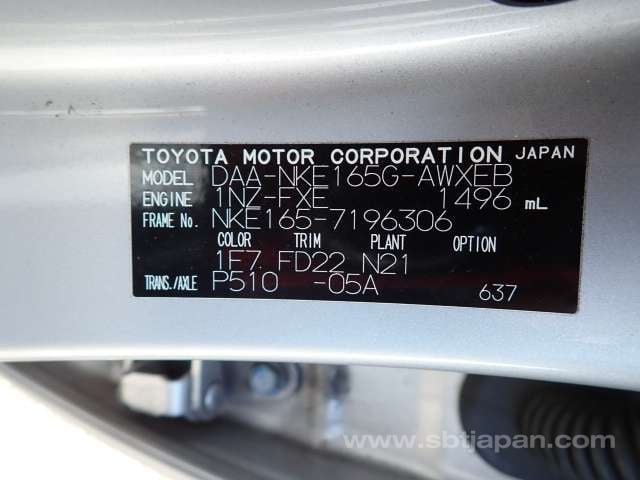 TOYOTA MOTOR CORPORATION JAPAN
MODEL DAA-NKE165G-AWXEB
ENGINE 1NZ-FXE 1496 mL
FRAME No. NKE165-7196306
COLOR TRIM PLANT OPTION
1F7 FD22 N21
TRANS./AXLE P510 -05A 637
www.sbtjapan.com